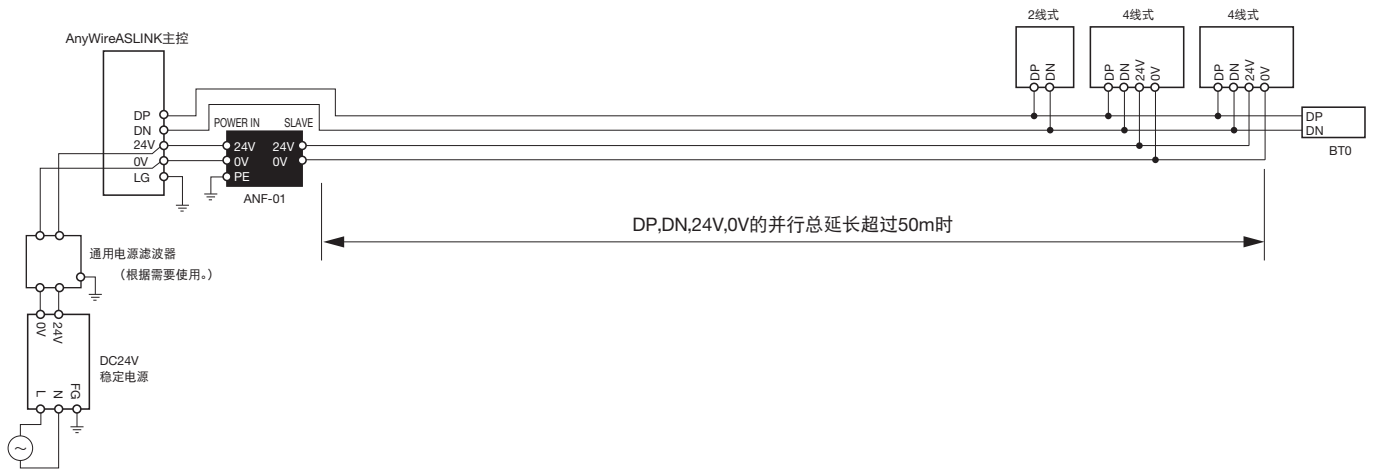 2线式
4线式
4线式
AnyWireASLINK主控
DP
DN
DP
DN
24V
0V
DP
DN
24V
0V
DP
DN
24V
0V
LG
POWER IN
SLAVE
24V
24V
0V
0V
PE
ANF-01
DP
DN
BT0
DP,DN,24V,0V的并行总延长超过50m时
通用电源滤波器
（根据需要使用。）
0V
24V
DC24V
稳定电源
L
N
FG